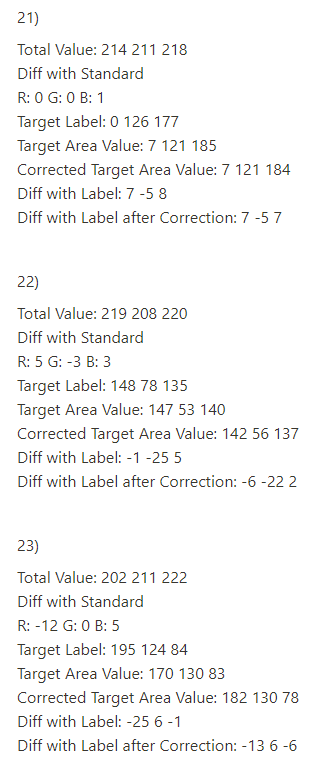 21)
Total Value: 214 211 218
Diff with Standard
R: 0 G: 0 B: 1
Target Label: 0 126 177
Target Area Value: 7 121 185
Corrected Target Area Value: 7 121 184
Diff with Label: 7 -5 8
Diff with Label after Correction: 7 -5 7
22)
Total Value: 219 208 220
Diff with Standard
R: 5 G: -3 B: 3
Target Label: 148 78 135
Target Area Value: 147 53 140
Corrected Target Area Value: 142 56 137
Diff with Label: -1 -25 5
Diff with Label after Correction: -6 -22 2
23)
Total Value: 202 211 222
Diff with Standard
R: -12 G: 0 B: 5
Target Label: 195 124 84
Target Area Value: 170 130 83
Corrected Target Area Value: 182 130 78
Diff with Label: -25 6 -1
Diff with Label after Correction: -13 6 -6